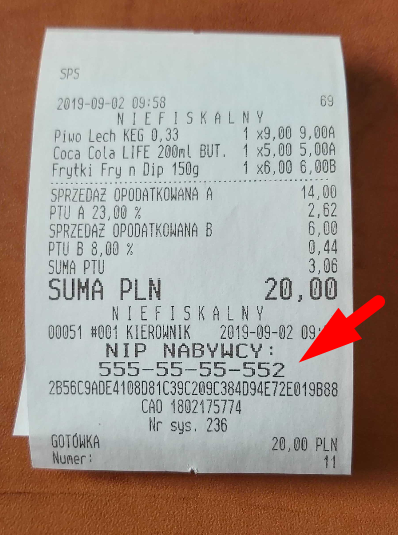 SPS
2019-09-02 09:58 69
NIEFISKALNY
Piwo Lech KEG 0,33 1 x9,00 9,00A
Coca Cola LIFE 200ml BUT. 1 x5,00 5,00A
Frytki Fry n Dip 150g 1 x6,00 6,00B
SPRZEDAŻ OPODATKOWANA A 14,00
PTU A 23,00 % 2,62
SPRZEDAŻ OPODATKOWANA B 6,00
PTU B 8,00 % 0,44
SUMA PTU 3,06
SUMA PLN 20,00
NIEFISKALNY
00051 #001 KIEROWNIK 2019-09-02 09:
NIP NABYWCY:
555-55-55-552
2B56C9ADE4108D81C39C209C384D94E72E019B88
CAO 1802175774
Nr sys. 236
GOTÓWKA 20,00 PLN
Numer: 11